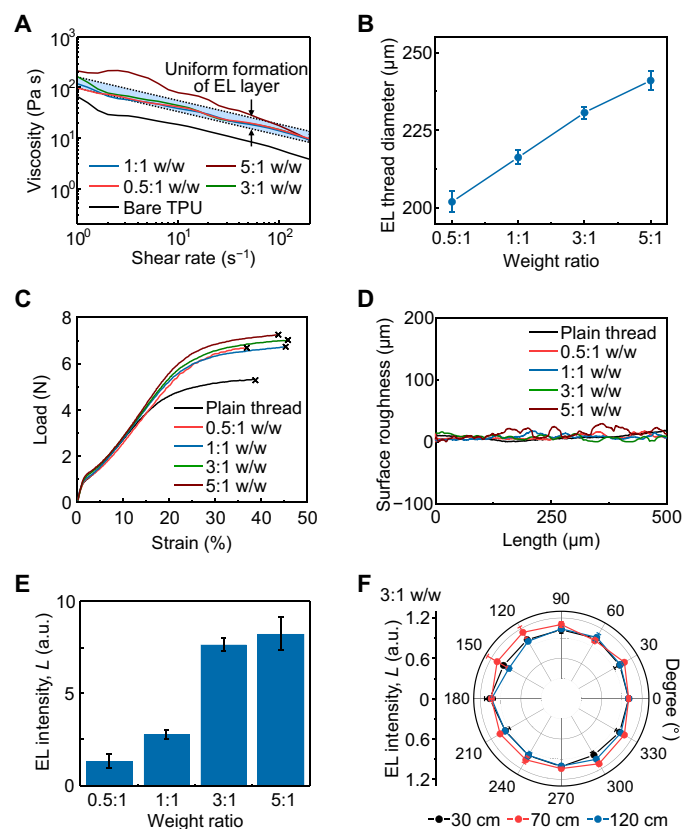 A
Viscosity (Pa s)
10³
10²
10¹
10⁰
Uniform formation
of EL layer
1:1 w/w
5:1 w/w
0.5:1 w/w
3:1 w/w
Bare TPU
10⁰
10¹
10²
Shear rate (s⁻¹)
B
EL thread diameter (μm)
250
225
200
0.5:1
1:1
3:1
5:1
Weight ratio
C
Load (N)
8
6
4
2
0
Plain thread
0.5:1 w/w
1:1 w/w
3:1 w/w
5:1 w/w
0
10
20
30
40
50
Strain (%)
D
Surface roughness (μm)
200
100
0
−100
Plain thread
0.5:1 w/w
1:1 w/w
3:1 w/w
5:1 w/w
0
250
500
Length (μm)
E
EL intensity, L (a.u.)
10
5
0
0.5:1
1:1
3:1
5:1
Weight ratio
F
3:1 w/w
EL intensity, L (a.u.)
1.2
0.6
0
0.6
1.2
90
60
30
0
330
300
270
240
210
180
150
120
Degree (°)
30 cm
70 cm
120 cm